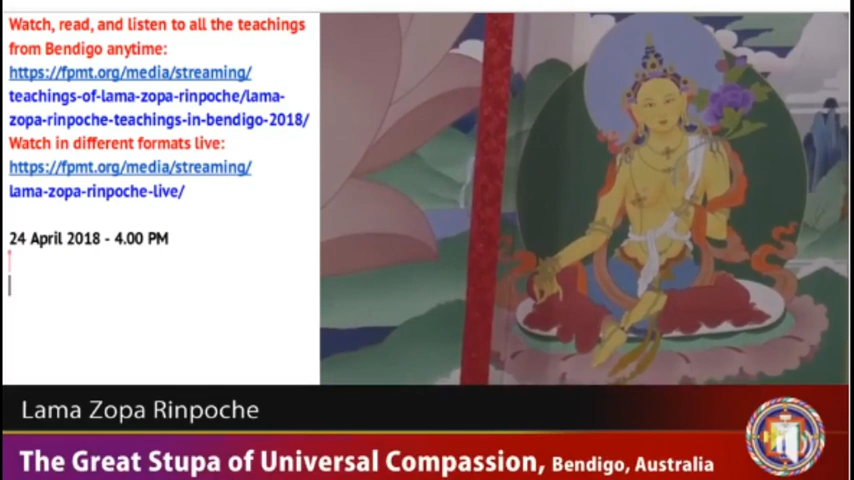 Watch, read, and listen to all the teachings
from Bendigo anytime:
https://fpmt.org/media/streaming/
teachings-of-lama-zopa-rinpoche/lama-
zopa-rinpoche-teachings-in-bendigo-2018/
Watch in different formats live:
https://fpmt.org/media/streaming/
lama-zopa-rinpoche-live/
24 April 2018 - 4.00 PM
Lama Zopa Rinpoche
The Great Stupa of Universal Compassion, Bendigo, Australia